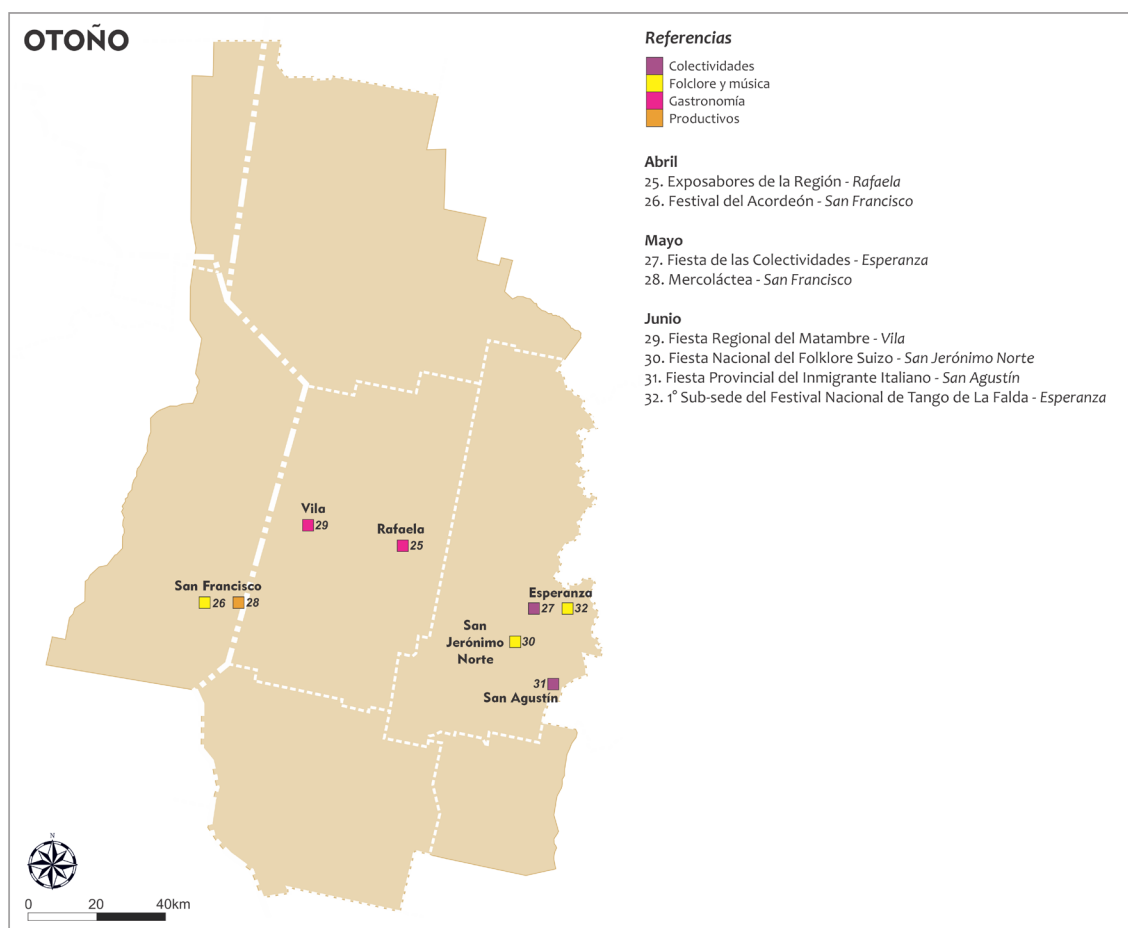 OTOÑO
Referencias
Colectividades
Folclore y música
Gastronomía
Productivos
Abril
25. Exposabores de la Región - Rafaela
26. Festival del Acordeón - San Francisco
Mayo
27. Fiesta de las Colectividades - Esperanza
28. Mercoláctea - San Francisco
Junio
29. Fiesta Regional del Matambre - Vila
30. Fiesta Nacional del Folklore Suizo - San Jerónimo Norte
31. Fiesta Provincial del Inmigrante Italiano - San Agustín
32. 1° Sub-sede del Festival Nacional de Tango de La Falda - Esperanza
Vila
29
Rafaela
25
San Francisco
26 28
Esperanza
27 32
San
Jerónimo
Norte
30
31
San Agustín
N
0 20 40km